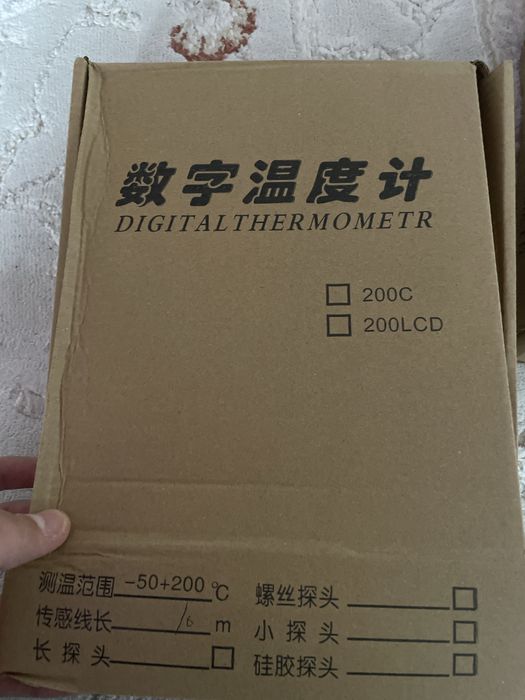 数字温度计
DIGITALTHERMOMETR
200C
200LCD
测温范围 -50+200 ℃
传感线长 16 m
长探头
螺丝探头
小探头
硅胶探头